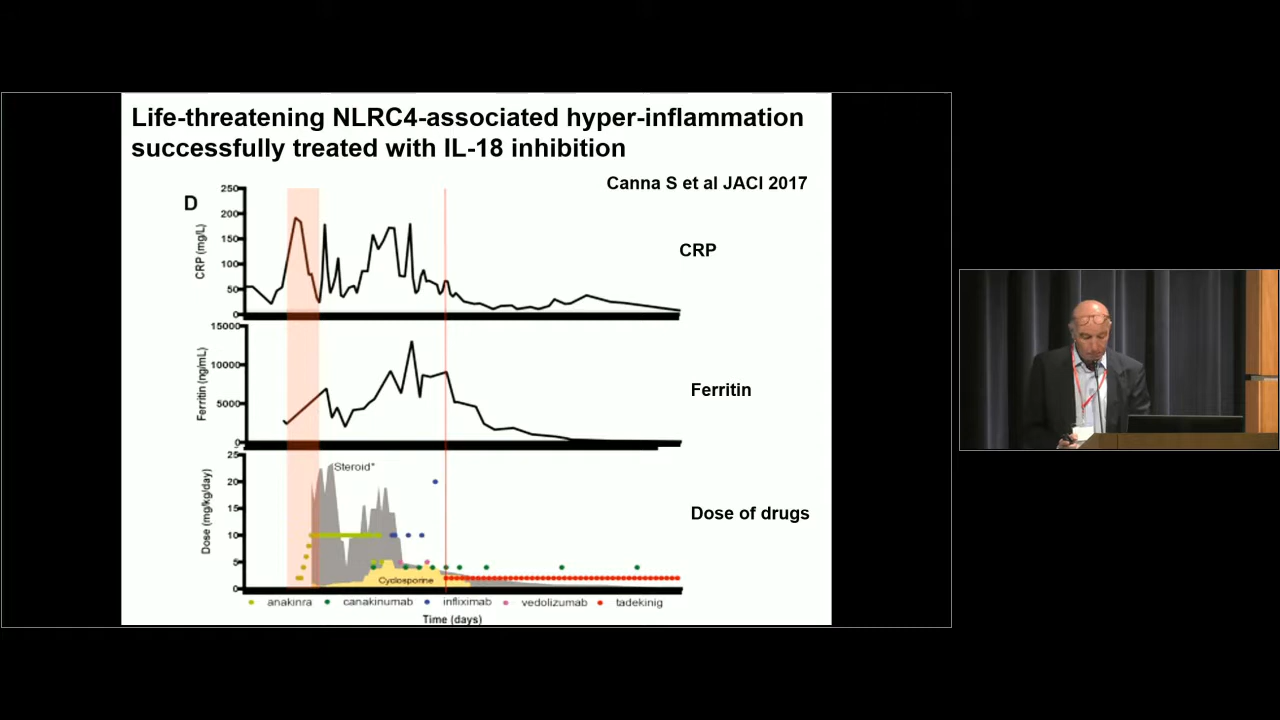 Life-threatening NLRC4-associated hyper-inflammation
successfully treated with IL-18 inhibition
Canna S et al JACI 2017
D
250
200
150
100
50
0
CRP (mg/L)
CRP
15000
10000
5000
0
Ferritin (ng/mL)
Ferritin
25
20
15
10
5
0
Dose (mg/kg/day)
Steroid*
Cyclosporine
Dose of drugs
anakinra canakinumab infliximab vedolizumab tadekinig
Time (days)